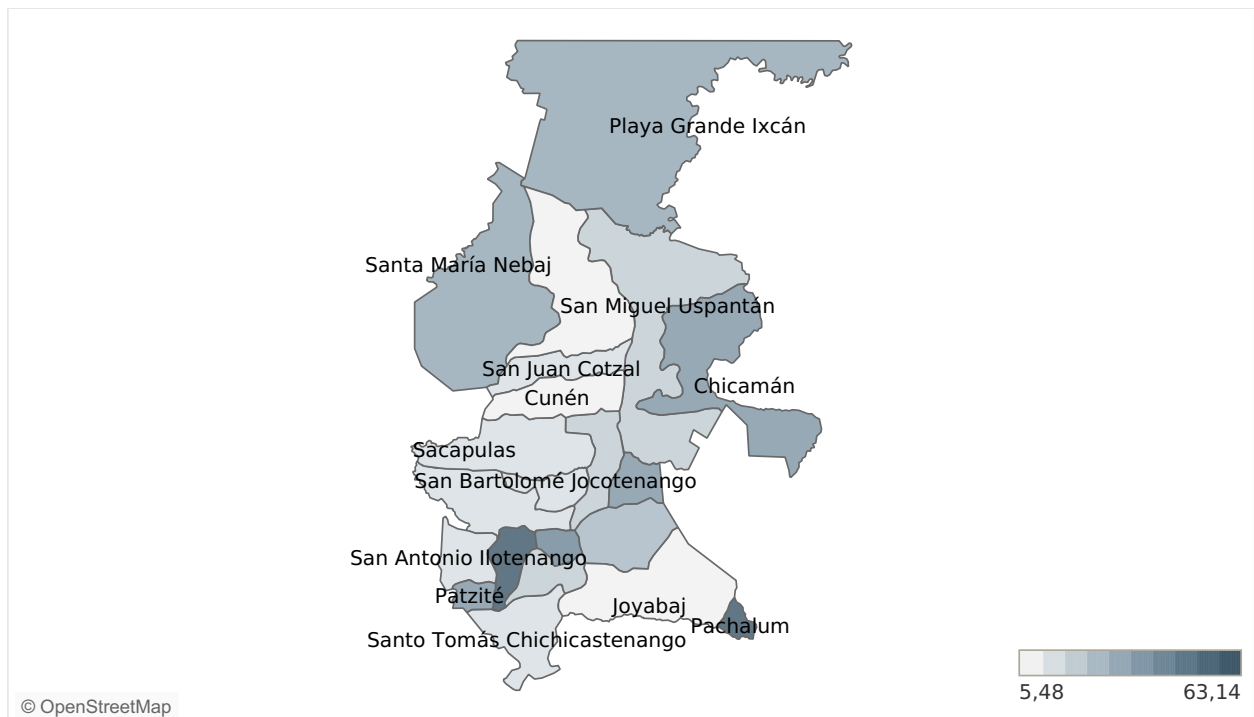 Playa Grande Ixcán
Santa María Nebaj
San Miguel Uspantán
San Juan Cotzal
Chicamán
Cunén
Sacapulas
San Bartolomé Jocotenango
San Antonio Ilotenango
Patzité
Joyabaj
Pachalum
Santo Tomás Chichicastenango
5,48 63,14
© OpenStreetMap